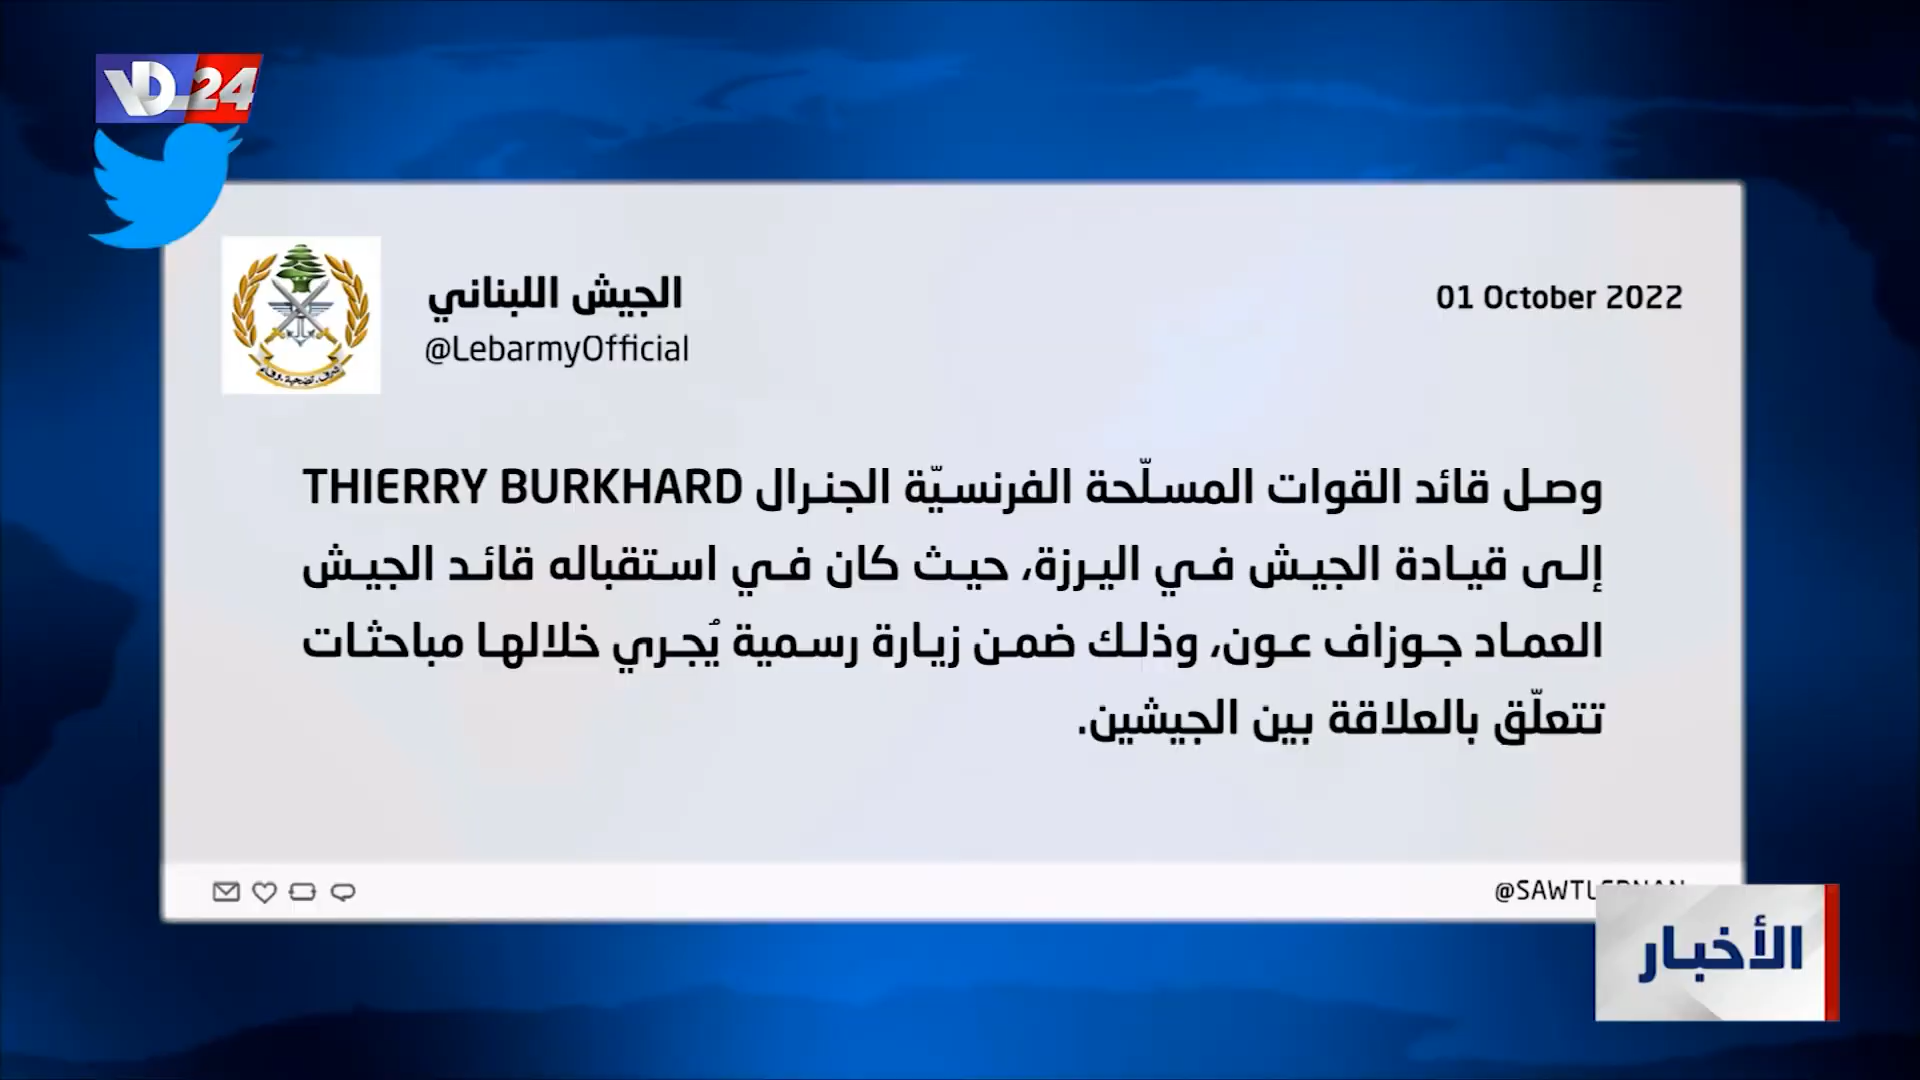 VDL24
الجيش اللبناني
@LebarmyOfficial
01 October 2022
وصل قائد القوات المسلّحة الفرنسيّة الجنرال THIERRY BURKHARD
إلى قيادة الجيش في اليرزة، حيث كان في استقباله قائد الجيش
العماد جوزاف عون، وذلك ضمن زيارة رسمية يُجري خلالها مباحثات
تتعلّق بالعلاقة بين الجيشين.
الأخبار